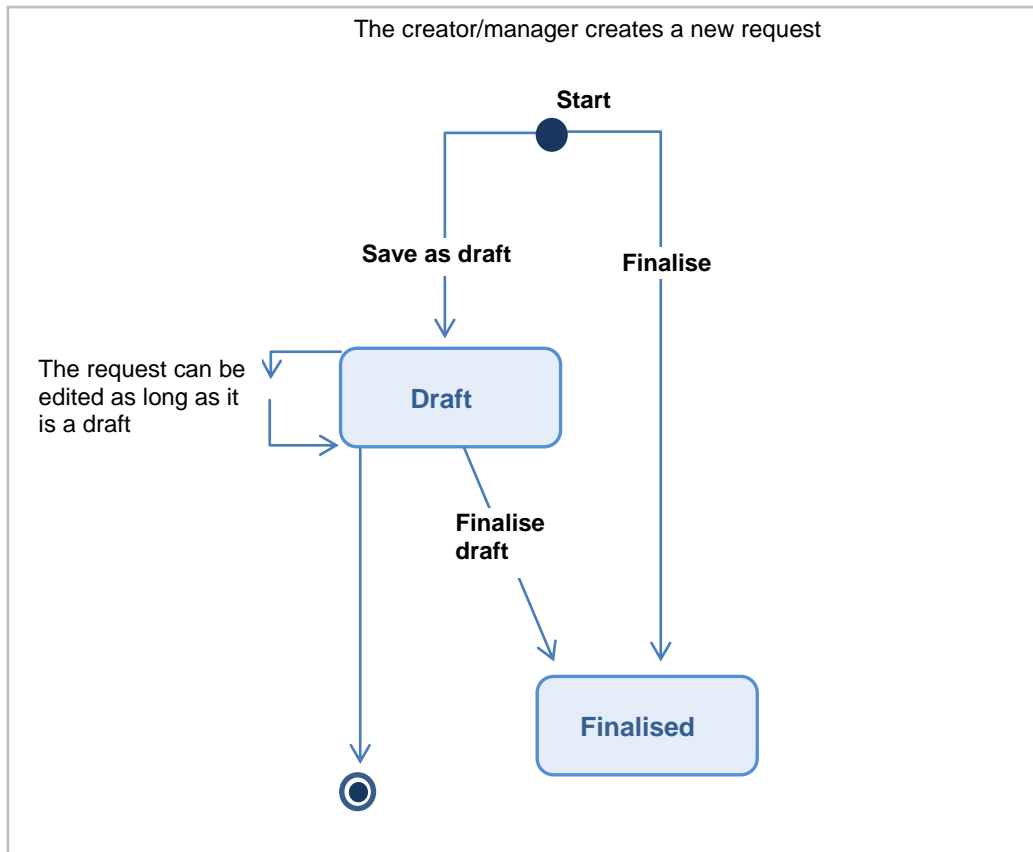 The creator/manager creates a new request
Start
Save as draft
Finalise
The request can be
edited as long as it
is a draft
Draft
Finalise
draft
Finalised